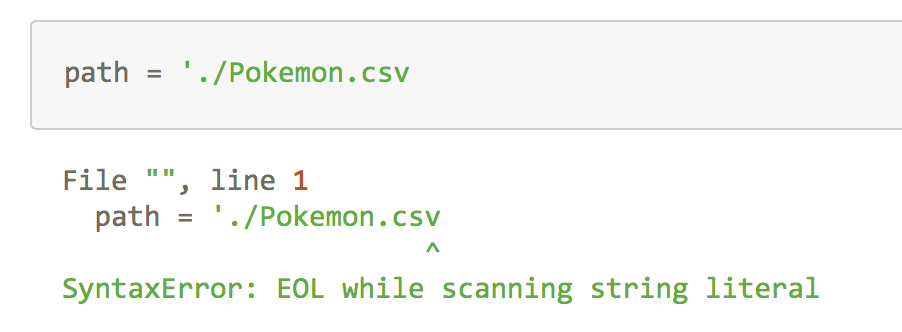 path = './Pokemon.csv
File "", line 1
path = './Pokemon.csv
^
SyntaxError: EOL while scanning string literal